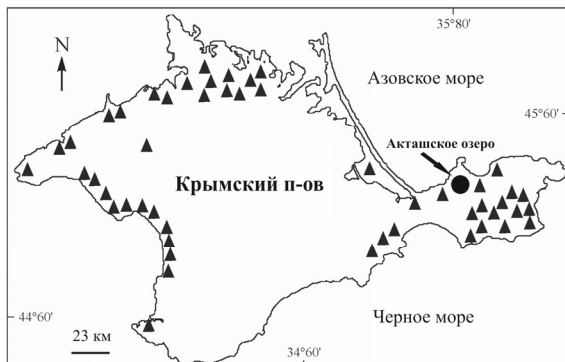 35°80'
N
Азовское море
45°60'
Акташское озеро
Крымский п-ов
44°60'
Черное море
23 км
34°60'